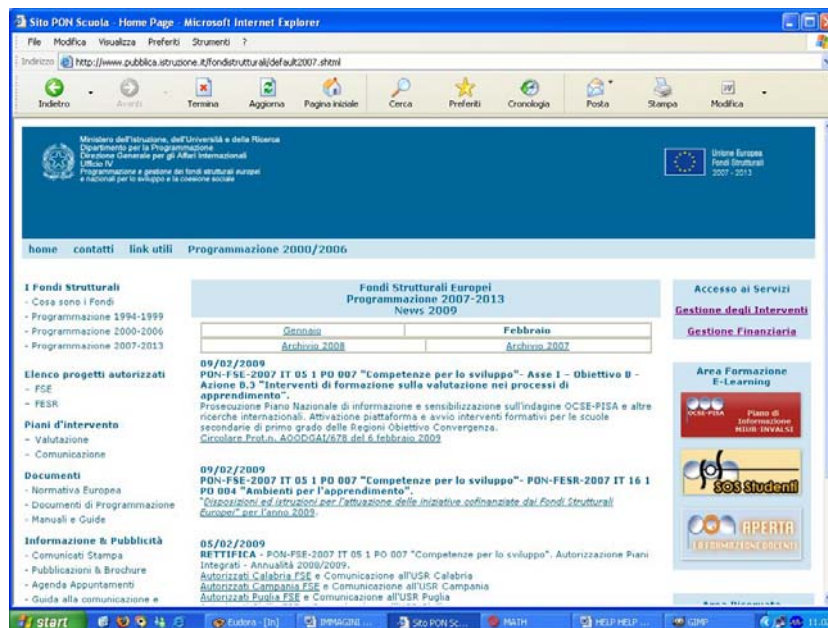 Sito PON Scuola - Home Page - Microsoft Internet Explorer
File Modifica Visualizza Preferiti Strumenti ?
Indirizzo http://www.pubblica.istruzione.it/fondistrutturali/default2007.shtml
Indietro Avanti Termina Aggiorna Pagina iniziale Cerca Preferiti Cronologia Posta Stampa Modifica
Ministero dell'Istruzione, dell'Università e della Ricerca
Dipartimento per la Programmazione
Direzione Generale per gli Affari Internazionali
Ufficio IV
Programmazione e gestione dei fondi strutturali europei
e nazionali per lo sviluppo e la coesione sociale
Unione Europea
Fondi Strutturali
2007 - 2013
home contatti link utili Programmazione 2000/2006
I Fondi Strutturali
- Cosa sono i Fondi
- Programmazione 1994-1999
- Programmazione 2000-2006
- Programmazione 2007-2013
Elenco progetti autorizzati
- FSE
- FESR
Piani d'intervento
- Valutazione
- Comunicazione
Documenti
- Normativa Europea
- Documenti di Programmazione
- Manuali e Guide
Informazione & Pubblicità
- Comunicati Stampa
- Pubblicazioni & Brochure
- Agenda Appuntamenti
- Guida alla comunicazione e
Fondi Strutturali Europei
Programmazione 2007-2013
News 2009
Gennaio Febbraio
Archivio 2008 Archivio 2007
09/02/2009
PON-FSE-2007 IT 05 1 PO 007 "Competenze per lo sviluppo"- Asse I – Obiettivo B -
Azione B.3 "Interventi di formazione sulla valutazione nei processi di
apprendimento".
Prosecuzione Piano Nazionale di informazione e sensibilizzazione sull'indagine OCSE-PISA e altre
ricerche internazionali. Attivazione piattaforma e avvio interventi formativi per le scuole
secondarie di primo grado delle Regioni Obiettivo Convergenza.
Circolare Prot.n. AOODGAI/678 del 6 febbraio 2009
09/02/2009
PON-FSE-2007 IT 05 1 PO 007 "Competenze per lo sviluppo"- PON-FESR-2007 IT 16 1
PO 004 "Ambienti per l'apprendimento".
"Disposizioni ed istruzioni per l'attuazione delle iniziative cofinanziate dai Fondi Strutturali
Europei" per l'anno 2009.
05/02/2009
RETTIFICA - PON-FSE-2007 IT 05 1 PO 007 "Competenze per lo sviluppo". Autorizzazione Piani
Integrati - Annualità 2008/2009.
Autorizzati Calabria FSE e Comunicazione all'USR Calabria
Autorizzati Campania FSE e Comunicazione all'USR Campania
Autorizzati Puglia FSE e Comunicazione all'USR Puglia
Accesso ai Servizi
Gestione degli Interventi
Gestione Finanziaria
Area Formazione
E-Learning
OCSE-PISA Piano di
Informazione
MIUR-INVALSI
SOS Studenti
APERTA
LA FORMAZIONE DOCENTI
start Eudora - [In] IMMAGINI ... Sito PON Sc... MATH HELP HELP ... GIMP